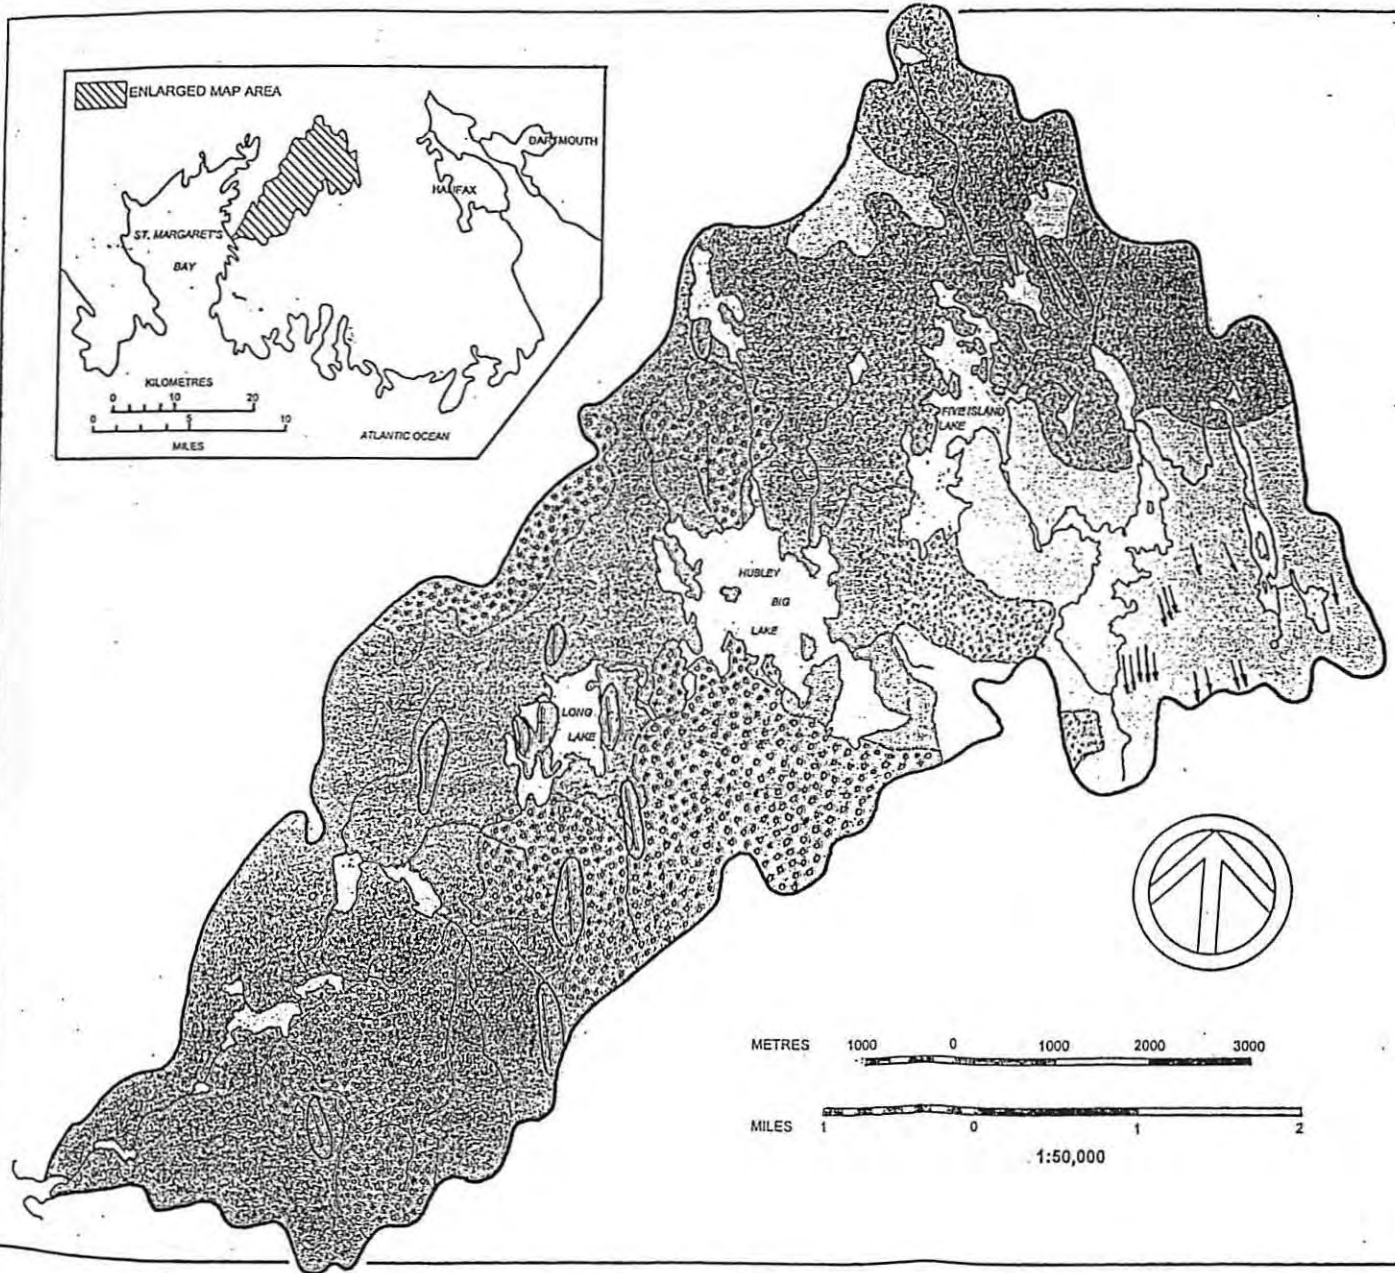 ENLARGED MAP AREA
DARTMOUTH
HALIFAX
ST. MARGARET'S
BAY
KILOMETRES
0 10 20
0 5 10
MILES
ATLANTIC OCEAN
FIVE ISLAND
LAKE
HUBLEY
BIG
LAKE
LONG
LAKE
METRES 1000 0 1000 2000 3000
MILES 1 0 1 2
1:50,000